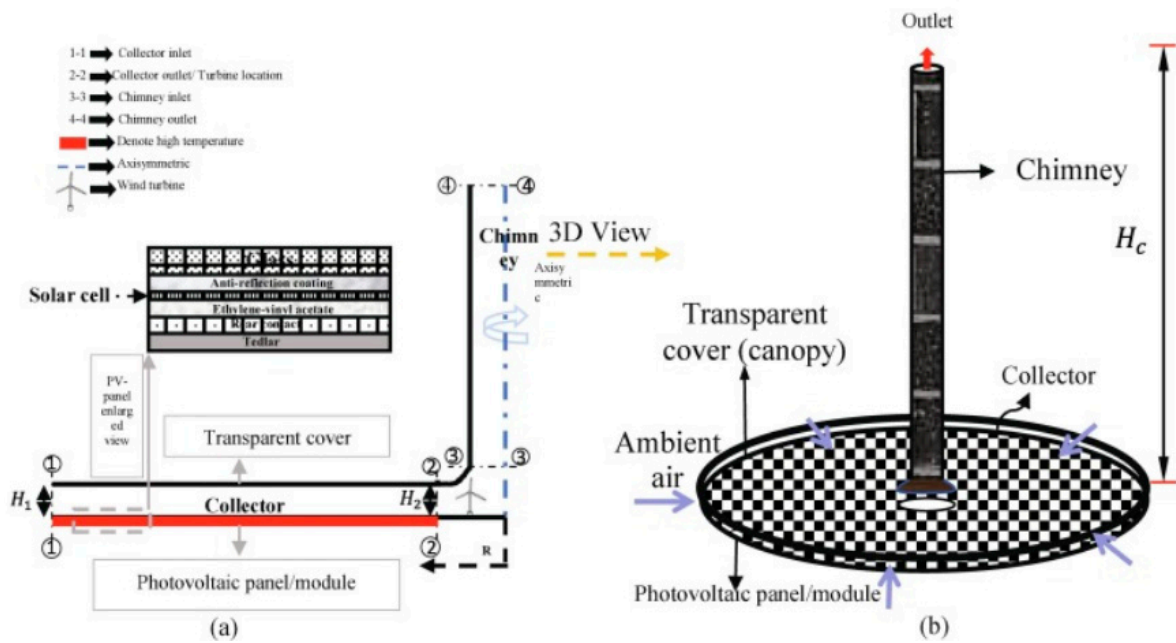 1-1 Collector inlet
2-2 Collector outlet/ Turbine location
3-3 Chimney inlet
4-4 Chimney outlet
Denote high temperature
Axisymmetric
Wind turbine
Anti-reflection coating
Solar cell
Ethylene-vinyl acetate
Rear contact
Tedlar
PV-
panel
enlarg
ed
view
Transparent cover
① ② ③ ③
④ ④
Chimn
ey
3D View
Axisy
mmetri
c
H₁ Collector H₂
① ②
R
Photovoltaic panel/module
(a)
Outlet
Chimney
H_c
Transparent
cover (canopy)
Collector
Ambient
air
Photovoltaic panel/module
(b)